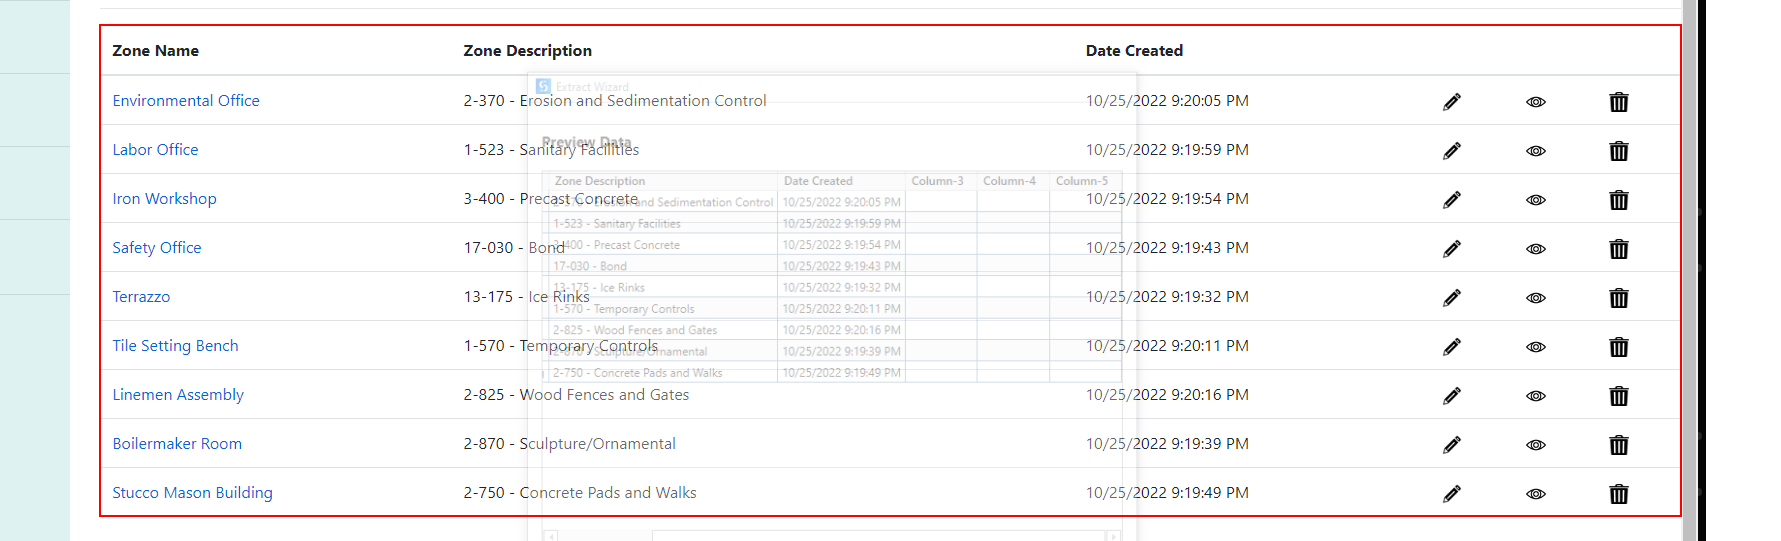 Zone Name Zone Description Date Created
Extract Wizard
Environmental Office 2-370 - Erosion and Sedimentation Control 10/25/2022 9:20:05 PM
Preview Data
Labor Office 1-523 - Sanitary Facilities 10/25/2022 9:19:59 PM
Zone Description Date Created Column-3 Column-4 Column-5
Iron Workshop 3-400 - Precast Concrete 10/25/2022 9:19:54 PM
2-370 - Erosion and Sedimentation Control 10/25/2022 9:20:05 PM
1-523 - Sanitary Facilities 10/25/2022 9:19:59 PM
Safety Office 17-030 - Bond 10/25/2022 9:19:43 PM
3-400 - Precast Concrete 10/25/2022 9:19:54 PM
17-030 - Bond 10/25/2022 9:19:43 PM
Terrazzo 13-175 - Ice Rinks 10/25/2022 9:19:32 PM
13-175 - Ice Rinks 10/25/2022 9:19:32 PM
1-570 - Temporary Controls 10/25/2022 9:20:11 PM
Tile Setting Bench 1-570 - Temporary Controls 10/25/2022 9:20:11 PM
2-825 - Wood Fences and Gates 10/25/2022 9:20:16 PM
2-870 - Sculpture/Ornamental 10/25/2022 9:19:39 PM
2-750 - Concrete Pads and Walks 10/25/2022 9:19:49 PM
Linemen Assembly 2-825 - Wood Fences and Gates 10/25/2022 9:20:16 PM
Boilermaker Room 2-870 - Sculpture/Ornamental 10/25/2022 9:19:39 PM
Stucco Mason Building 2-750 - Concrete Pads and Walks 10/25/2022 9:19:49 PM